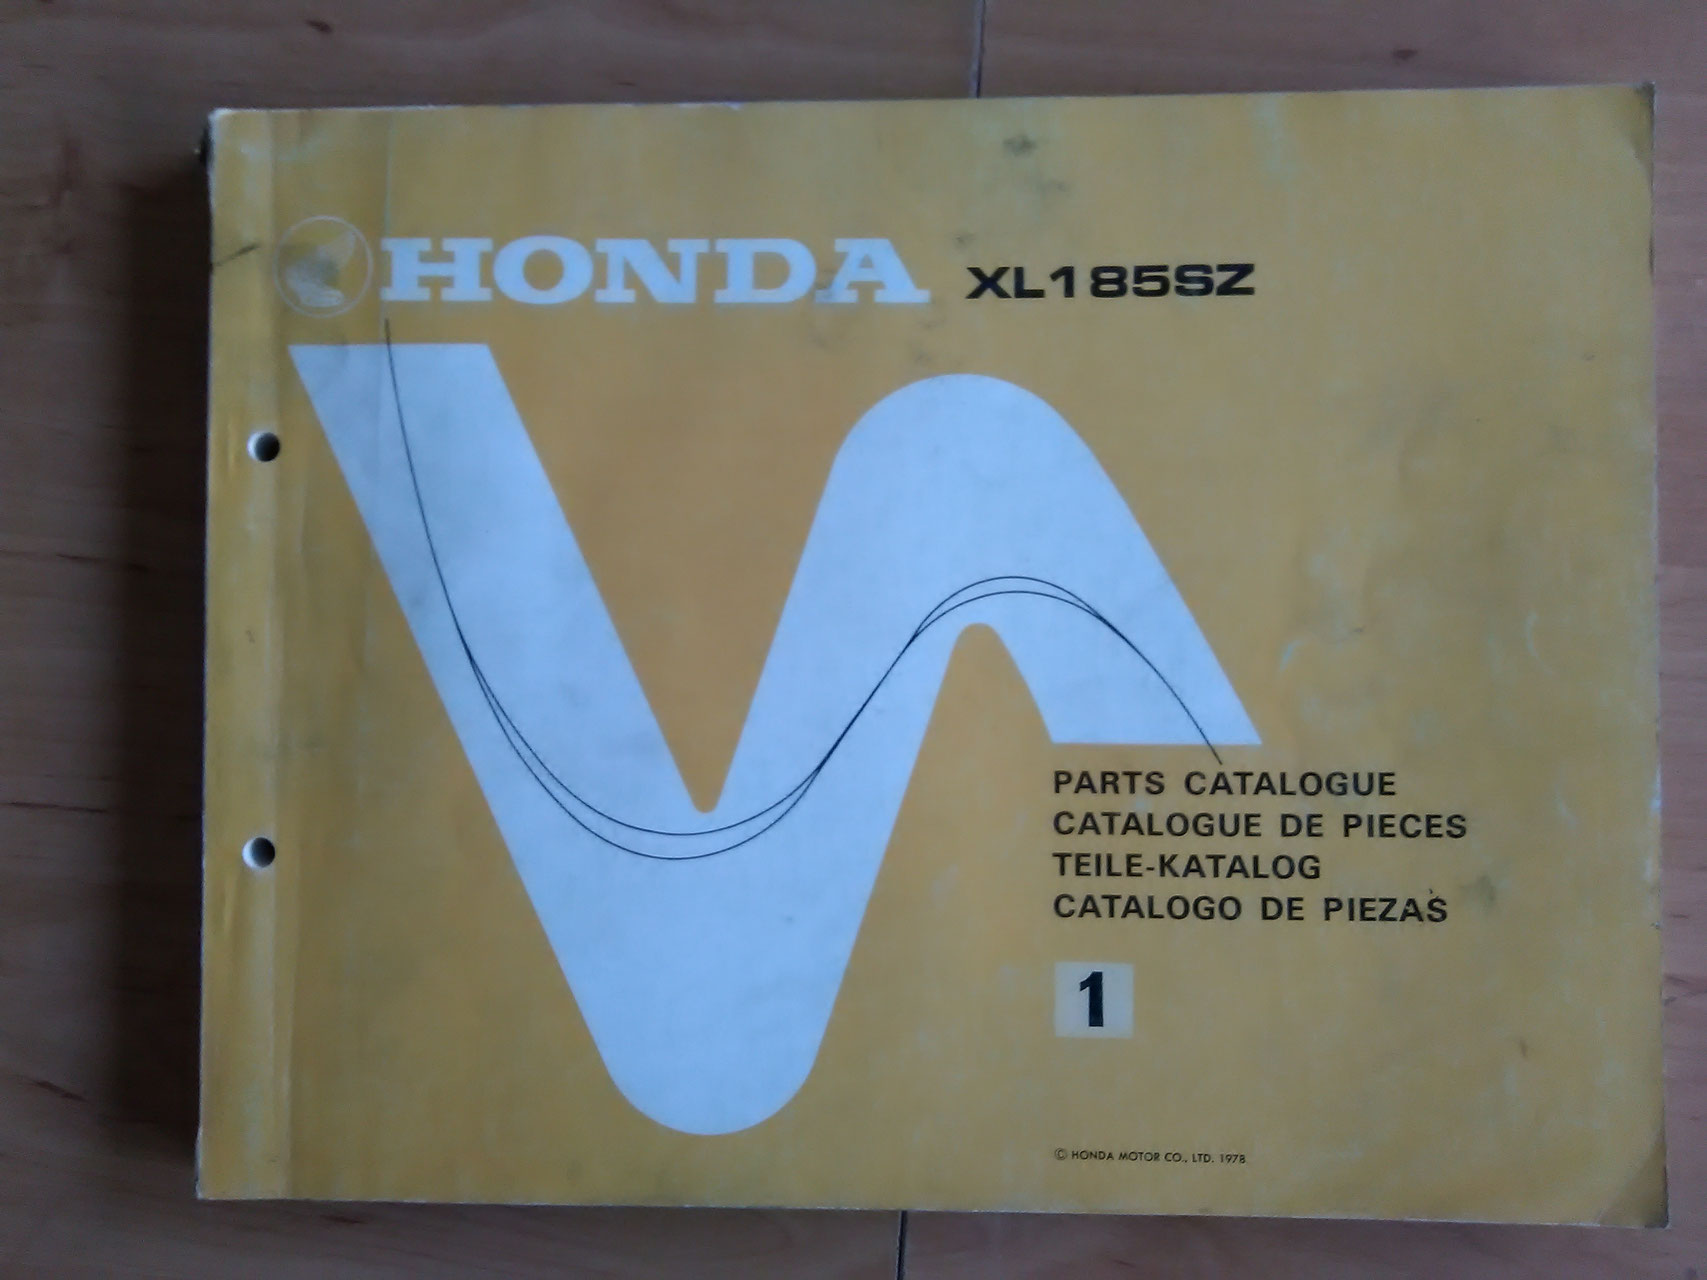 HONDA XL185SZ
PARTS CATALOGUE
CATALOGUE DE PIECES
TEILE-KATALOG
CATALOGO DE PIEZAS
1
© HONDA MOTOR CO., LTD. 1978